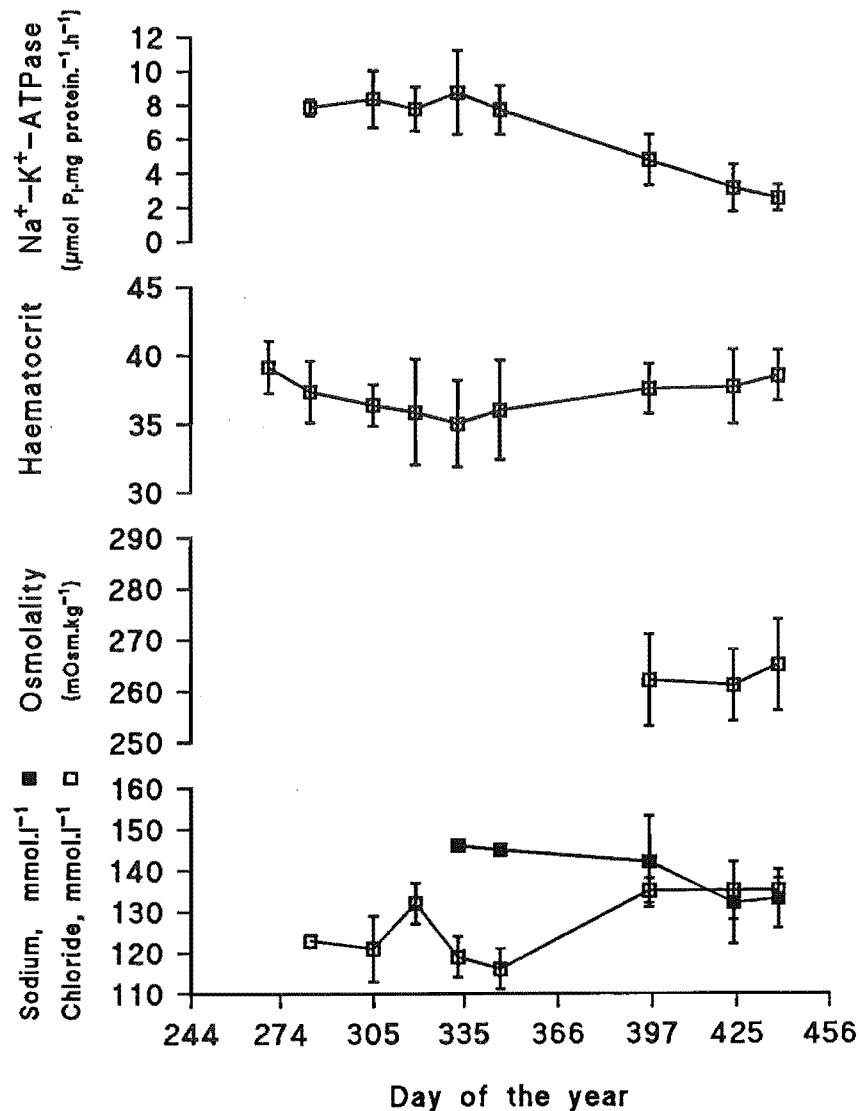 Na⁺–K⁺–ATPase
(μmol Pᵢ.mg protein.⁻¹.h⁻¹)
12
10
8
6
4
2
0
Haematocrit
45
40
35
30
Osmolality
(mOsm.kg⁻¹)
290
280
270
260
250
Sodium, mmol.l⁻¹ ■
Chloride, mmol.l⁻¹ □
160
150
140
130
120
110
244 274 305 335 366 397 425 456
Day of the year